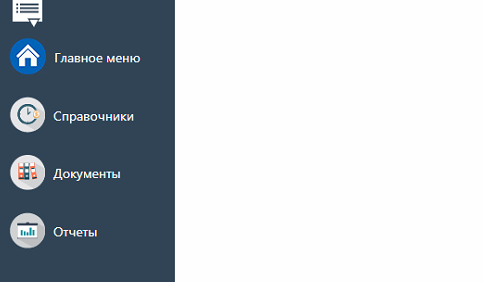 Главное меню
Справочники
Документы
Отчеты